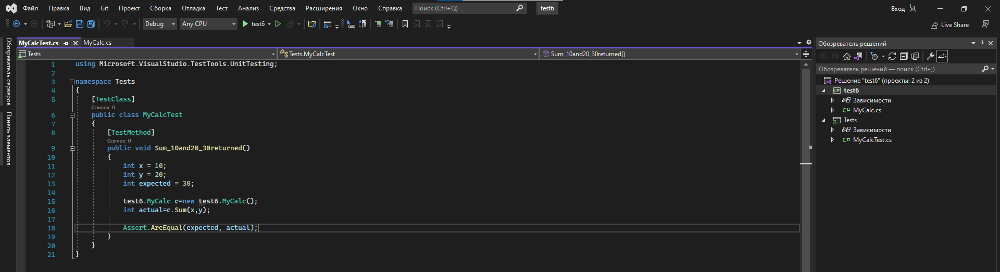 Файл Правка Вид Git Проект Сборка Отладка Тест Анализ Средства Расширения Окно Справка Поиск (Ctrl+Q) test6 Вход
Debug Any CPU test6 Live Share
Обозреватель серверов
Панель элементов
MyCalcTest.cs MyCalc.cs
Tests Tests.MyCalcTest Sum_10and20_30returned()
1 using Microsoft.VisualStudio.TestTools.UnitTesting;
2
3 namespace Tests
4 {
5 [TestClass]
Ссылок: 0
6 public class MyCalcTest
7 {
8 [TestMethod]
Ссылок: 0
9 public void Sum_10and20_30returned()
10 {
11 int x = 10;
12 int y = 20;
13 int expected = 30;
14
15 test6.MyCalc c=new test6.MyCalc();
16 int actual=c.Sum(x,y);
17
18 Assert.AreEqual(expected, actual);
19 }
20 }
21 }
Обозреватель решений
Обозреватель решений — поиск (Ctrl+;)
Решение "test6" (проекты: 2 из 2)
C# test6
Зависимости
C# MyCalc.cs
Tests
Зависимости
C# MyCalcTest.cs